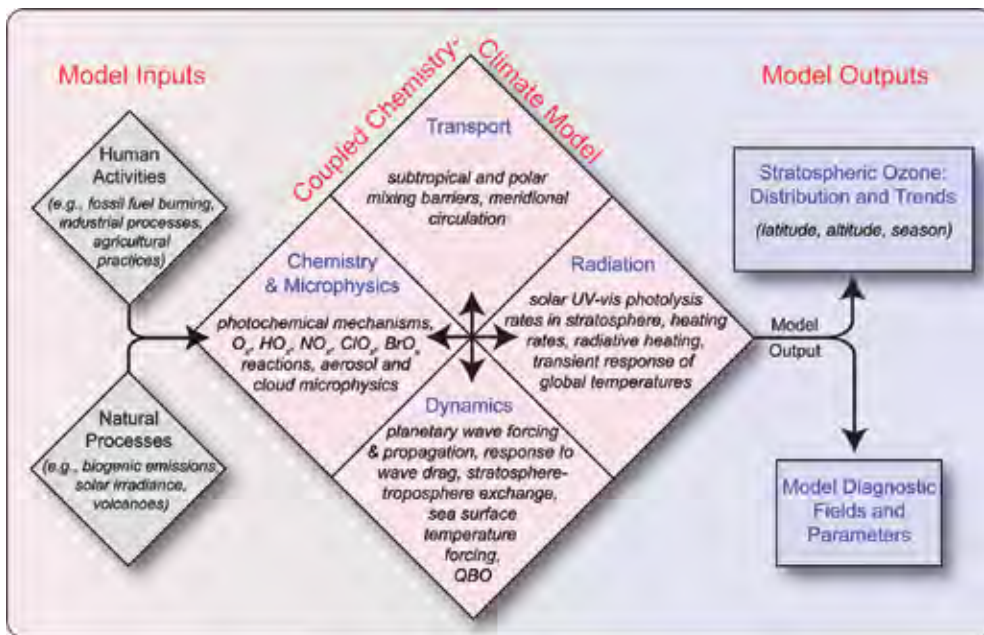 Model Inputs
Human
Activities
(e.g., fossil fuel burning,
industrial processes,
agricultural
practices)
Natural
Processes
(e.g., biogenic emissions
solar irradiance,
volcanoes)
Coupled Chemistry-
Climate Model
Transport
subtropical and polar
mixing barriers, meridional
circulation
Chemistry
& Microphysics
photochemical mechanisms,
Oₓ, HOₓ, NOₓ, ClOₓ, BrOₓ
reactions, aerosol and
cloud microphysics
Radiation
solar UV-vis photolysis
rates in stratosphere, heating
rates, radiative heating,
transient response of
global temperatures
Dynamics
planetary wave forcing
& propagation, response to
wave drag, stratosphere-
troposphere exchange,
sea surface
temperature
forcing,
QBO
Model
Output
Model Outputs
Stratospheric Ozone:
Distribution and Trends
(latitude, altitude, season)
Model Diagnostic
Fields and
Parameters